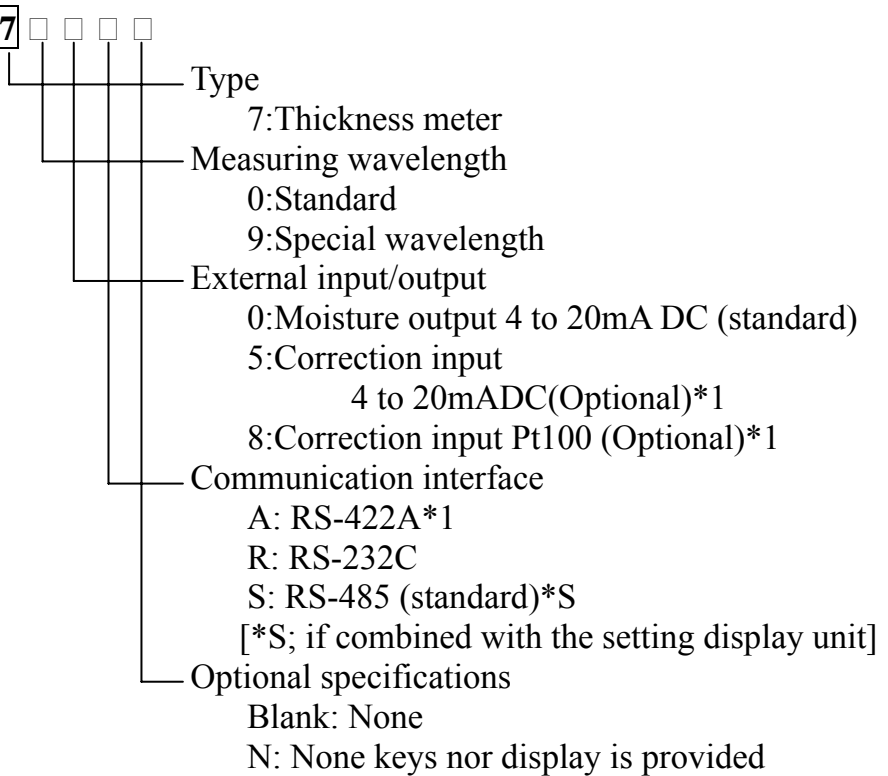 7 □ □ □ □
Type
7:Thickness meter
Measuring wavelength
0:Standard
9:Special wavelength
External input/output
0:Moisture output 4 to 20mA DC (standard)
5:Correction input
4 to 20mADC(Optional)*1
8:Correction input Pt100 (Optional)*1
Communication interface
A: RS-422A*1
R: RS-232C
S: RS-485 (standard)*S
[*S; if combined with the setting display unit]
Optional specifications
Blank: None
N: None keys nor display is provided